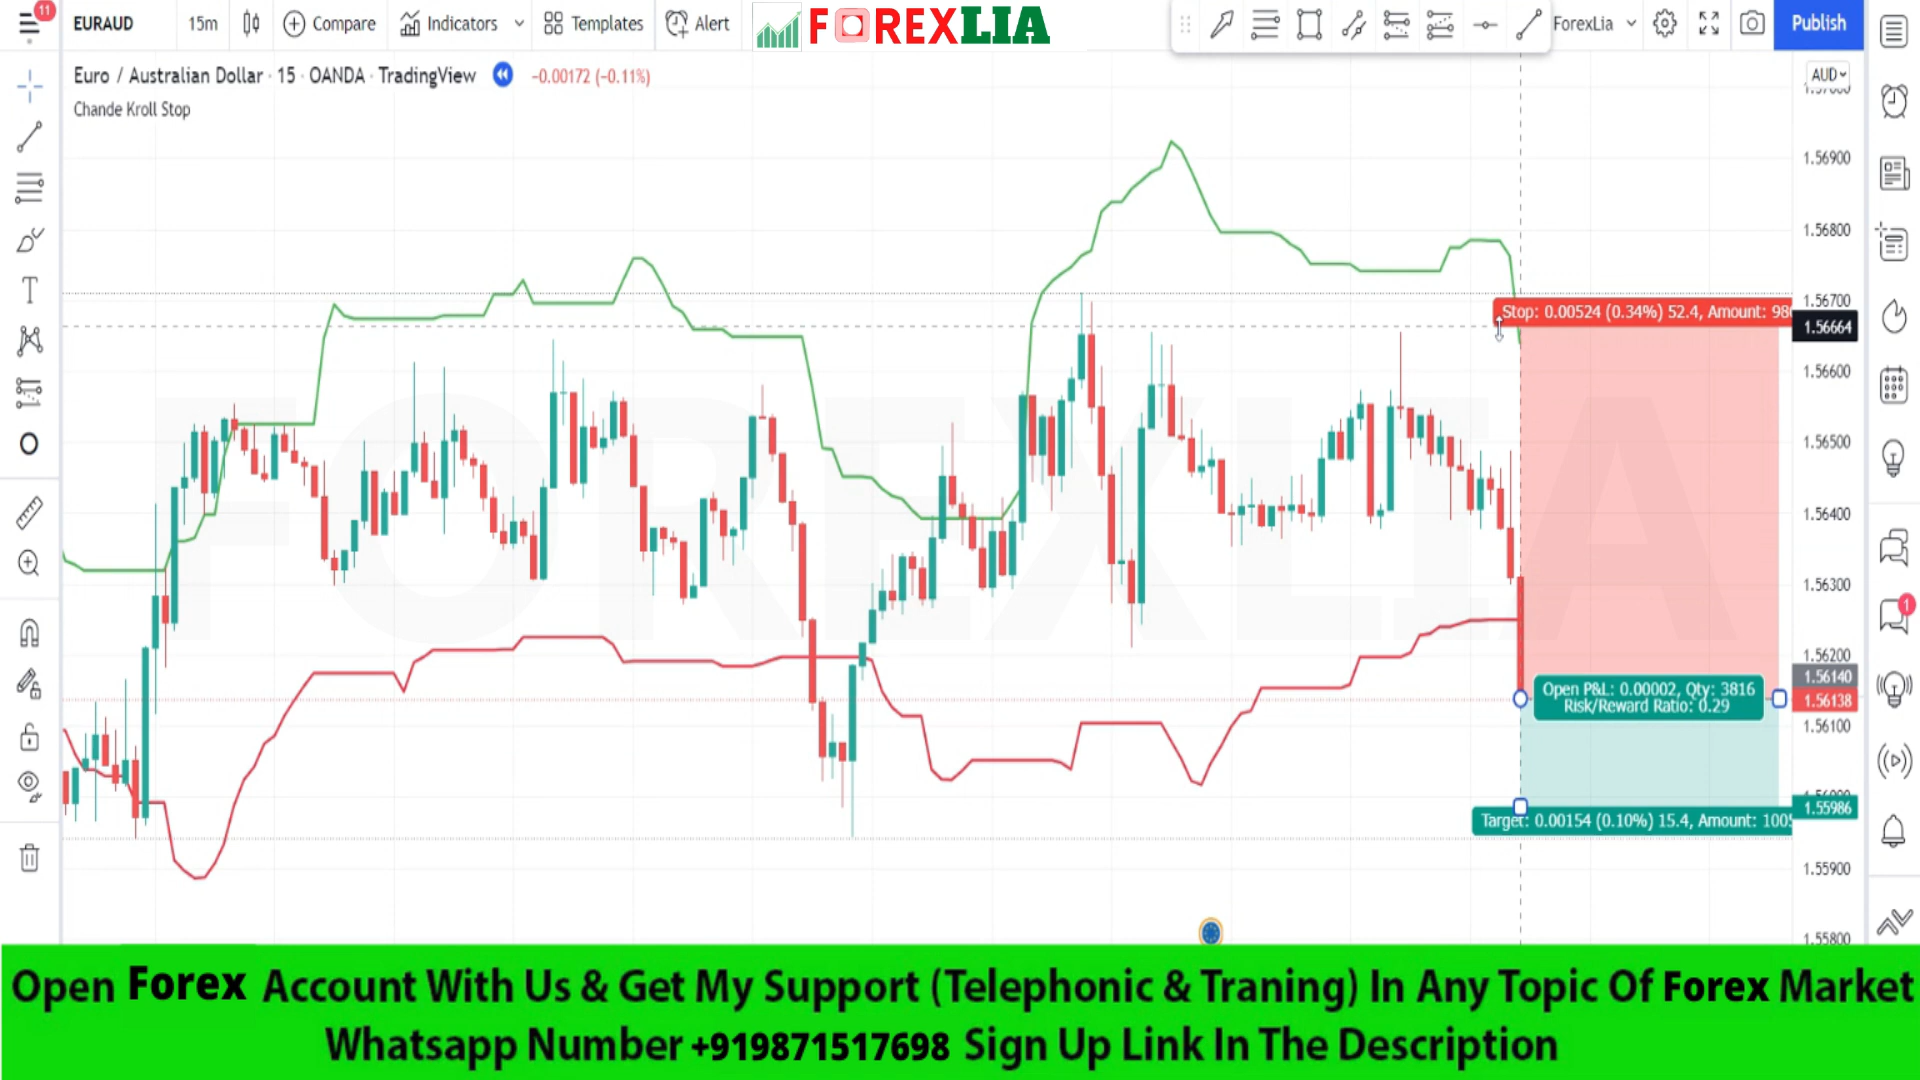 11
EURAUD
15m
Compare
Indicators
Templates
Alert
FOREXLIA
ForexLia
Publish
Euro / Australian Dollar · 15 · OANDA · TradingView
−0.00172 (−0.11%)
Chande Kroll Stop
AUD
1.56900
1.56800
1.56700
Stop: 0.00524 (0.34%) 52.4, Amount: 98
1.56664
1.56600
1.56500
FOREXLIA
1.56400
1.56300
1
1.56200
1.56140
Open P&L: 0.00002, Qty: 3816
Risk/Reward Ratio: 0.29
1.56138
1.56100
1.55986
Target: 0.00154 (0.10%) 15.4, Amount: 1005
1.55900
1.55800
Open Forex Account With Us & Get My Support (Telephonic & Traning) In Any Topic Of Forex Market
Whatsapp Number +919871517698 Sign Up Link In The Description